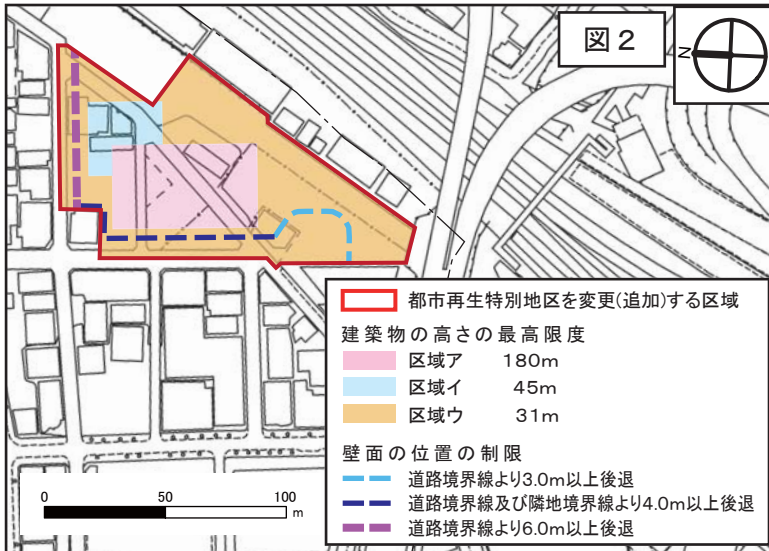 図2
N
都市再生特別地区を変更(追加)する区域
建築物の高さの最高限度
区域ア 180m
区域イ 45m
区域ウ 31m
壁面の位置の制限
道路境界線より3.0m以上後退
道路境界線及び隣地境界線より4.0m以上後退
道路境界線より6.0m以上後退
0 50 100
m